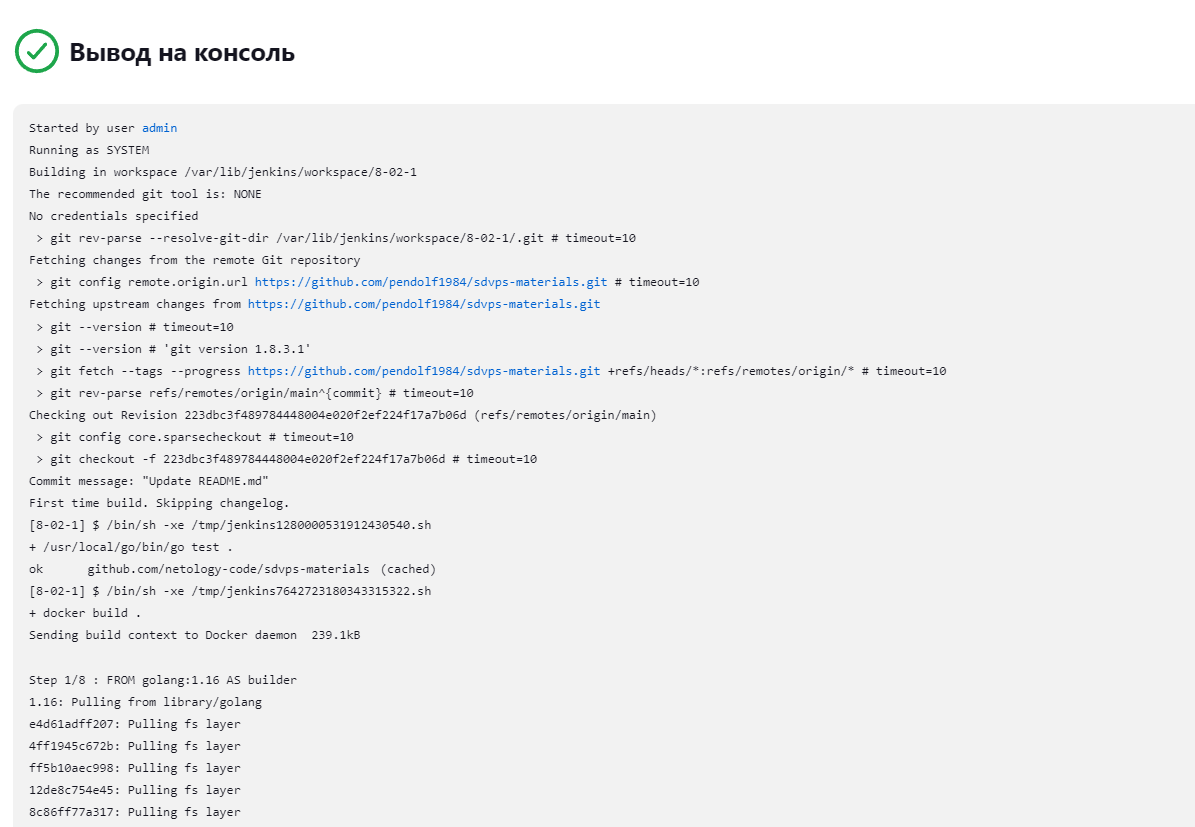 Вывод на консоль
Started by user admin
Running as SYSTEM
Building in workspace /var/lib/jenkins/workspace/8-02-1
The recommended git tool is: NONE
No credentials specified
 > git rev-parse --resolve-git-dir /var/lib/jenkins/workspace/8-02-1/.git # timeout=10
Fetching changes from the remote Git repository
 > git config remote.origin.url https://github.com/pendolf1984/sdvps-materials.git # timeout=10
Fetching upstream changes from https://github.com/pendolf1984/sdvps-materials.git
 > git --version # timeout=10
 > git --version # 'git version 1.8.3.1'
 > git fetch --tags --progress https://github.com/pendolf1984/sdvps-materials.git +refs/heads/*:refs/remotes/origin/* # timeout=10
 > git rev-parse refs/remotes/origin/main^{commit} # timeout=10
Checking out Revision 223dbc3f489784448004e020f2ef224f17a7b06d (refs/remotes/origin/main)
 > git config core.sparsecheckout # timeout=10
 > git checkout -f 223dbc3f489784448004e020f2ef224f17a7b06d # timeout=10
Commit message: "Update README.md"
First time build. Skipping changelog.
[8-02-1] $ /bin/sh -xe /tmp/jenkins1280000531912430540.sh
+ /usr/local/go/bin/go test .
ok  	github.com/netology-code/sdvps-materials	(cached)
[8-02-1] $ /bin/sh -xe /tmp/jenkins7642723180343315322.sh
+ docker build .
Sending build context to Docker daemon  239.1kB
Step 1/8 : FROM golang:1.16 AS builder
1.16: Pulling from library/golang
e4d61adff207: Pulling fs layer
4ff1945c672b: Pulling fs layer
ff5b10aec998: Pulling fs layer
12de8c754e45: Pulling fs layer
8c86ff77a317: Pulling fs layer